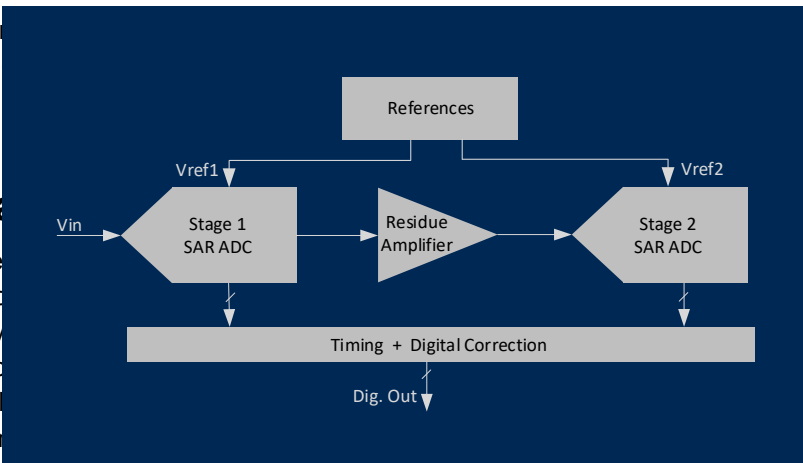 References
Vref1
Vref2
Vin
Stage 1
SAR ADC
Residue
Amplifier
Stage 2
SAR ADC
Timing + Digital Correction
Dig. Out